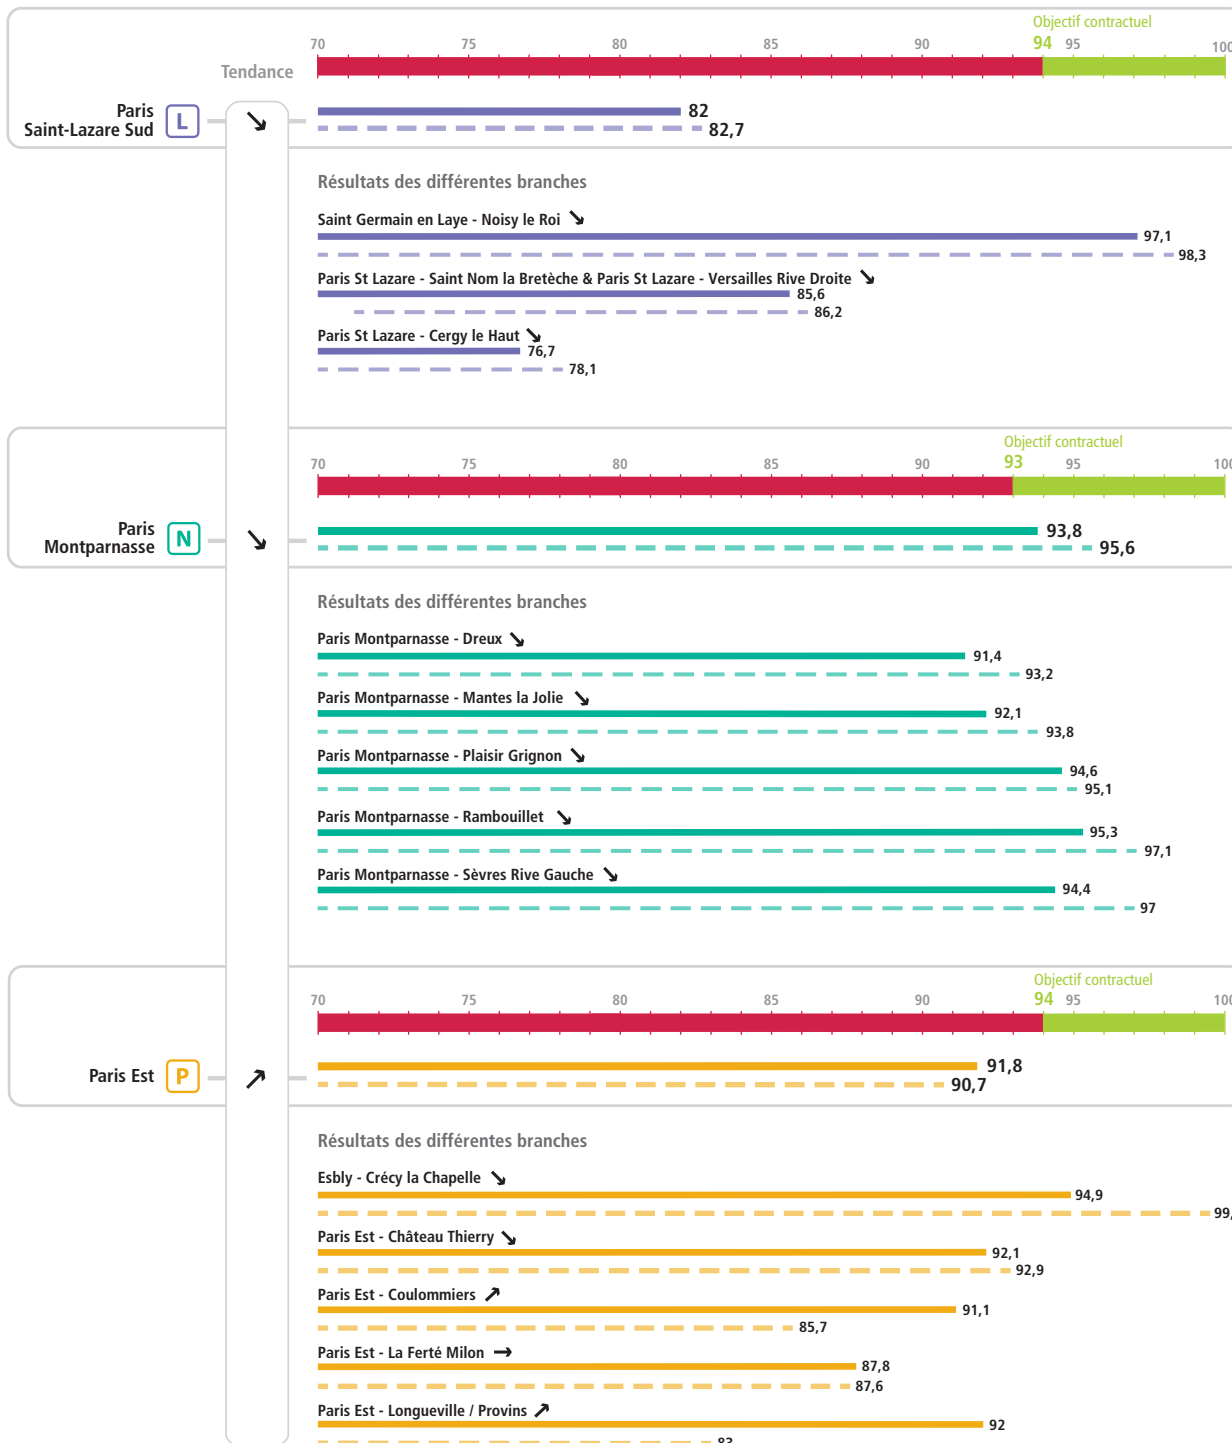 Objectif contractuel
70 75 80 85 90 94 95 100
Tendance
Paris
Saint-Lazare Sud
L
82
82,7
Résultats des différentes branches
Saint Germain en Laye - Noisy le Roi
97,1
98,3
Paris St Lazare - Saint Nom la Bretèche & Paris St Lazare - Versailles Rive Droite
85,6
86,2
Paris St Lazare - Cergy le Haut
76,7
78,1
Objectif contractuel
70 75 80 85 90 93 95 100
Paris
Montparnasse
N
93,8
95,6
Résultats des différentes branches
Paris Montparnasse - Dreux
91,4
93,2
Paris Montparnasse - Mantes la Jolie
92,1
93,8
Paris Montparnasse - Plaisir Grignon
94,6
95,1
Paris Montparnasse - Rambouillet
95,3
97,1
Paris Montparnasse - Sèvres Rive Gauche
94,4
97
Objectif contractuel
70 75 80 85 90 94 95 100
Paris Est
P
91,8
90,7
Résultats des différentes branches
Esbly - Crécy la Chapelle
94,9
99,
Paris Est - Château Thierry
92,1
92,9
Paris Est - Coulommiers
91,1
85,7
Paris Est - La Ferté Milon
87,8
87,6
Paris Est - Longueville / Provins
92
83